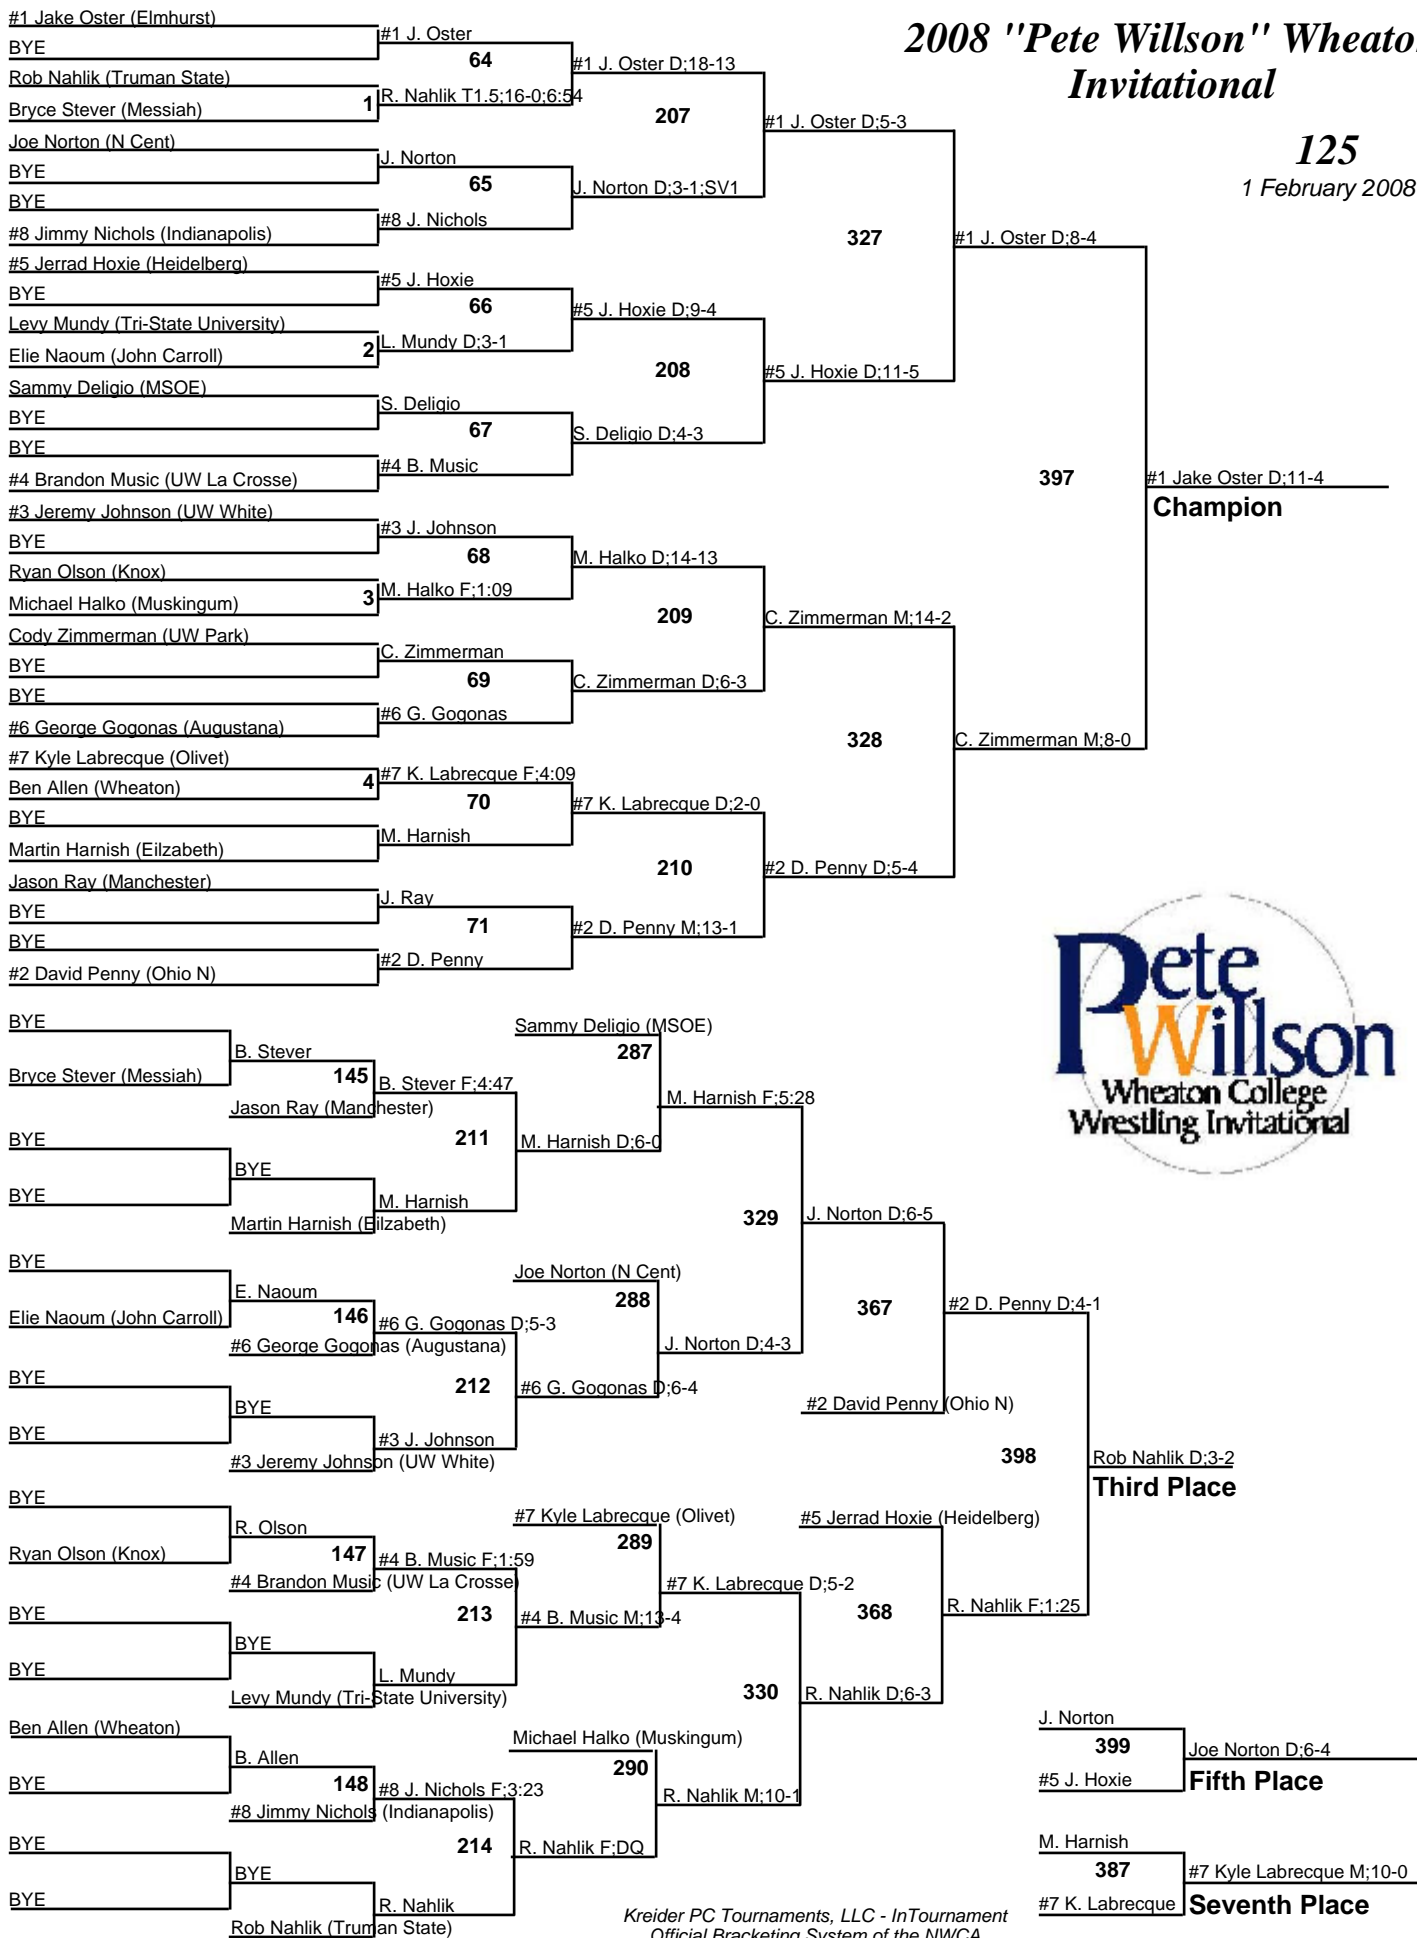 2008 "Pete Willson" Wheato
Invitational
125
1 February 2008
#1 Jake Oster (Elmhurst)
BYE
Rob Nahlik (Truman State)
Bryce Stever (Messiah)
Joe Norton (N Cent)
BYE
BYE
#8 Jimmy Nichols (Indianapolis)
#5 Jerrad Hoxie (Heidelberg)
BYE
Levy Mundy (Tri-State University)
Elie Naoum (John Carroll)
Sammy Deligio (MSOE)
BYE
BYE
#4 Brandon Music (UW La Crosse)
#3 Jeremy Johnson (UW White)
BYE
Ryan Olson (Knox)
Michael Halko (Muskingum)
Cody Zimmerman (UW Park)
BYE
BYE
#6 George Gogonas (Augustana)
#7 Kyle Labrecque (Olivet)
Ben Allen (Wheaton)
BYE
Martin Harnish (Eilzabeth)
Jason Ray (Manchester)
BYE
BYE
#2 David Penny (Ohio N)
1
2
3
4
#1 J. Oster
64
R. Nahlik T1.5;16-0;6:54
J. Norton
65
#8 J. Nichols
#5 J. Hoxie
66
L. Mundy D;3-1
S. Deligio
67
#4 B. Music
#3 J. Johnson
68
M. Halko F;1:09
C. Zimmerman
69
#6 G. Gogonas
#7 K. Labrecque F;4:09
70
M. Harnish
J. Ray
71
#2 D. Penny
#1 J. Oster D;18-13
207
J. Norton D;3-1;SV1
#5 J. Hoxie D;9-4
208
S. Deligio D;4-3
M. Halko D;14-13
209
C. Zimmerman D;6-3
#7 K. Labrecque D;2-0
210
#2 D. Penny M;13-1
#1 J. Oster D;5-3
327
#5 J. Hoxie D;11-5
C. Zimmerman M;14-2
328
#2 D. Penny D;5-4
#1 J. Oster D;8-4
397
C. Zimmerman M;8-0
#1 Jake Oster D;11-4
Champion
Pete
Willson
Wheaton College
Wrestling Invitational
BYE
Bryce Stever (Messiah)
BYE
BYE
BYE
Elie Naoum (John Carroll)
BYE
BYE
BYE
Ryan Olson (Knox)
BYE
BYE
Ben Allen (Wheaton)
BYE
BYE
BYE
B. Stever
145
Jason Ray (Manchester)
BYE
Martin Harnish (Eilzabeth)
E. Naoum
146
#6 George Gogonas (Augustana)
BYE
#3 Jeremy Johnson (UW White)
R. Olson
147
#4 Brandon Music (UW La Crosse)
BYE
Levy Mundy (Tri-State University)
B. Allen
148
#8 Jimmy Nichols (Indianapolis)
BYE
Rob Nahlik (Truman State)
B. Stever F;4:47
211
M. Harnish
#6 G. Gogonas D;5-3
212
#3 J. Johnson
#4 B. Music F;1:59
213
L. Mundy
#8 J. Nichols F;3:23
214
R. Nahlik
Sammy Deligio (MSOE)
287
M. Harnish D;6-0
Joe Norton (N Cent)
288
#6 G. Gogonas D;6-4
#7 Kyle Labrecque (Olivet)
289
#4 B. Music M;13-4
Michael Halko (Muskingum)
290
R. Nahlik F;DQ
M. Harnish F;5:28
329
J. Norton D;4-3
#7 K. Labrecque D;5-2
330
R. Nahlik M;10-1
J. Norton D;6-5
367
#2 David Penny (Ohio N)
#5 Jerrad Hoxie (Heidelberg)
368
R. Nahlik D;6-3
#2 D. Penny D;4-1
398
R. Nahlik F;1:25
Rob Nahlik D;3-2
Third Place
J. Norton
399
#5 J. Hoxie
Joe Norton D;6-4
Fifth Place
M. Harnish
387
#7 K. Labrecque
#7 Kyle Labrecque M;10-0
Seventh Place
Kreider PC Tournaments, LLC - InTournament
Official Bracketing System of the NWCA